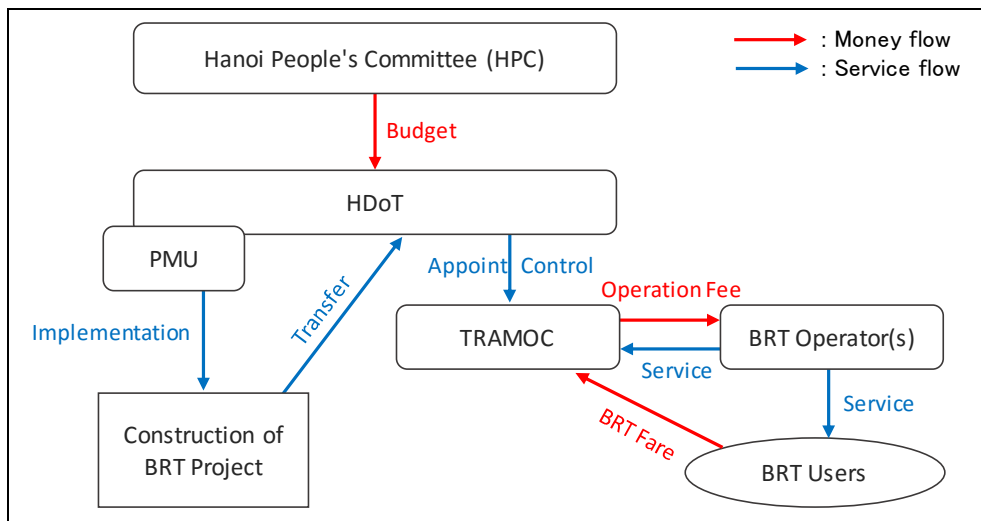 Hanoi People's Committee (HPC)
: Money flow
: Service flow
Budget
HDoT
PMU
Appoint Control
Transfer
Operation Fee
Implementation
TRAMOC
BRT Operator(s)
Service
Service
BRT Fare
Construction of
BRT Project
BRT Users